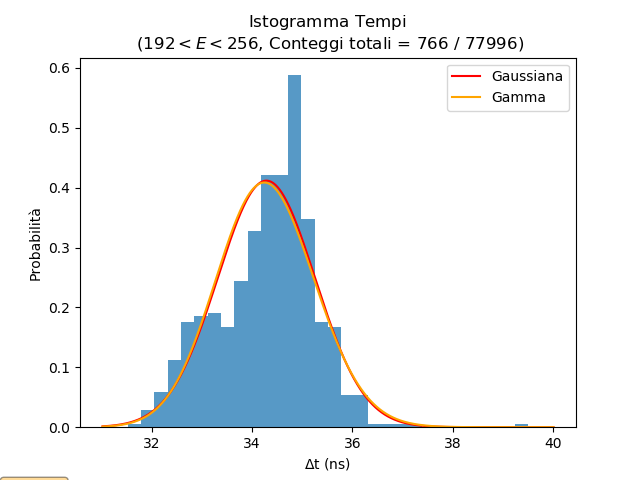 Istogramma Tempi
(192 < E < 256, Conteggi totali = 766 / 77996)
Gaussiana
Gamma
Probabilità
0.6
0.5
0.4
0.3
0.2
0.1
0.0
32 34 36 38 40
Δt (ns)